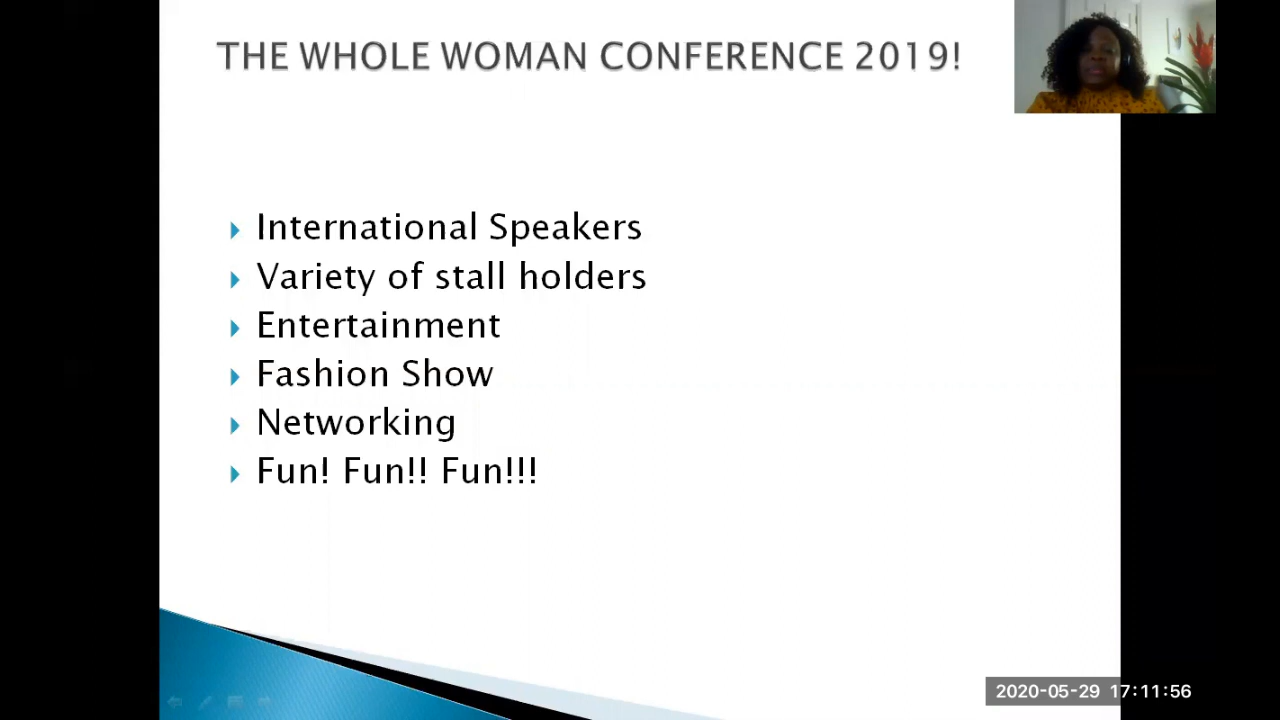 THE WHOLE WOMAN CONFERENCE 2019!
International Speakers
Variety of stall holders
Entertainment
Fashion Show
Networking
Fun! Fun!! Fun!!!
2020-05-29 17:11:56